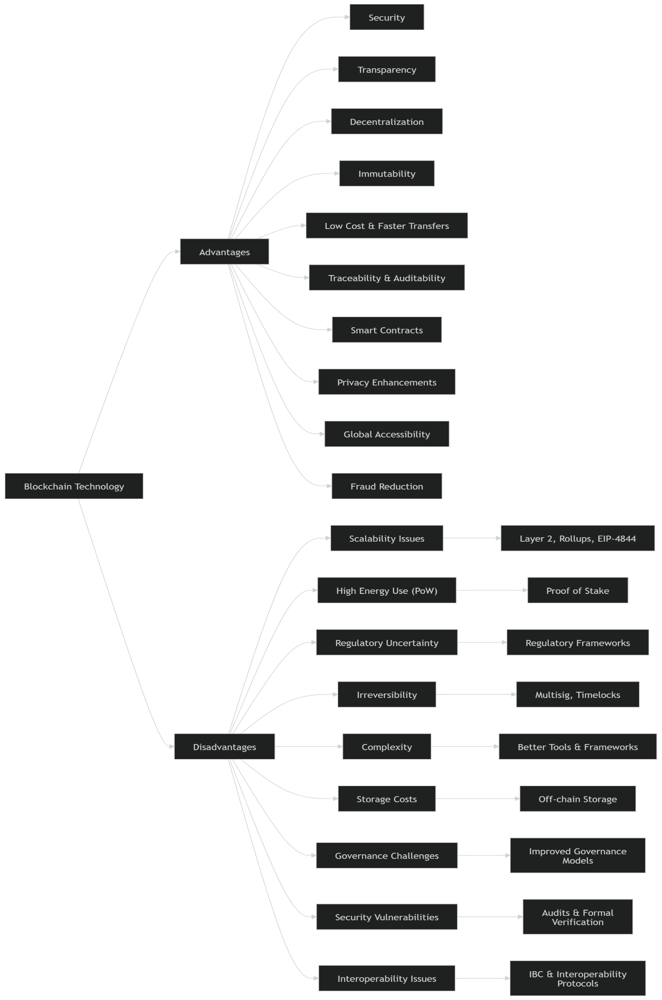 Security
Transparency
Decentralization
Immutability
Low Cost & Faster Transfers
Advantages
Traceability & Auditability
Smart Contracts
Privacy Enhancements
Global Accessibility
Blockchain Technology
Fraud Reduction
Scalability Issues
Layer 2, Rollups, EIP-4844
High Energy Use (PoW)
Proof of Stake
Regulatory Uncertainty
Regulatory Frameworks
Irreversibility
Multisig, Timelocks
Disadvantages
Complexity
Better Tools & Frameworks
Storage Costs
Off-chain Storage
Governance Challenges
Improved Governance
Models
Security Vulnerabilities
Audits & Formal
Verification
Interoperability Issues
IBC & Interoperability
Protocols